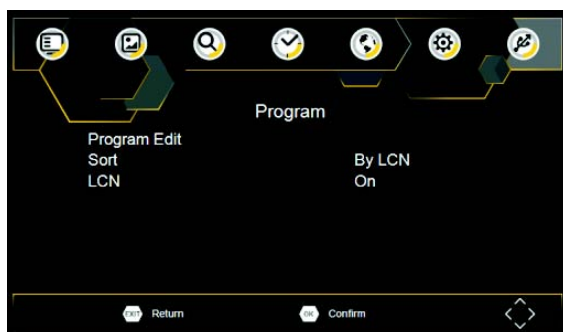 Program
Program Edit
Sort By LCN
LCN On
EXIT Return OK Confirm